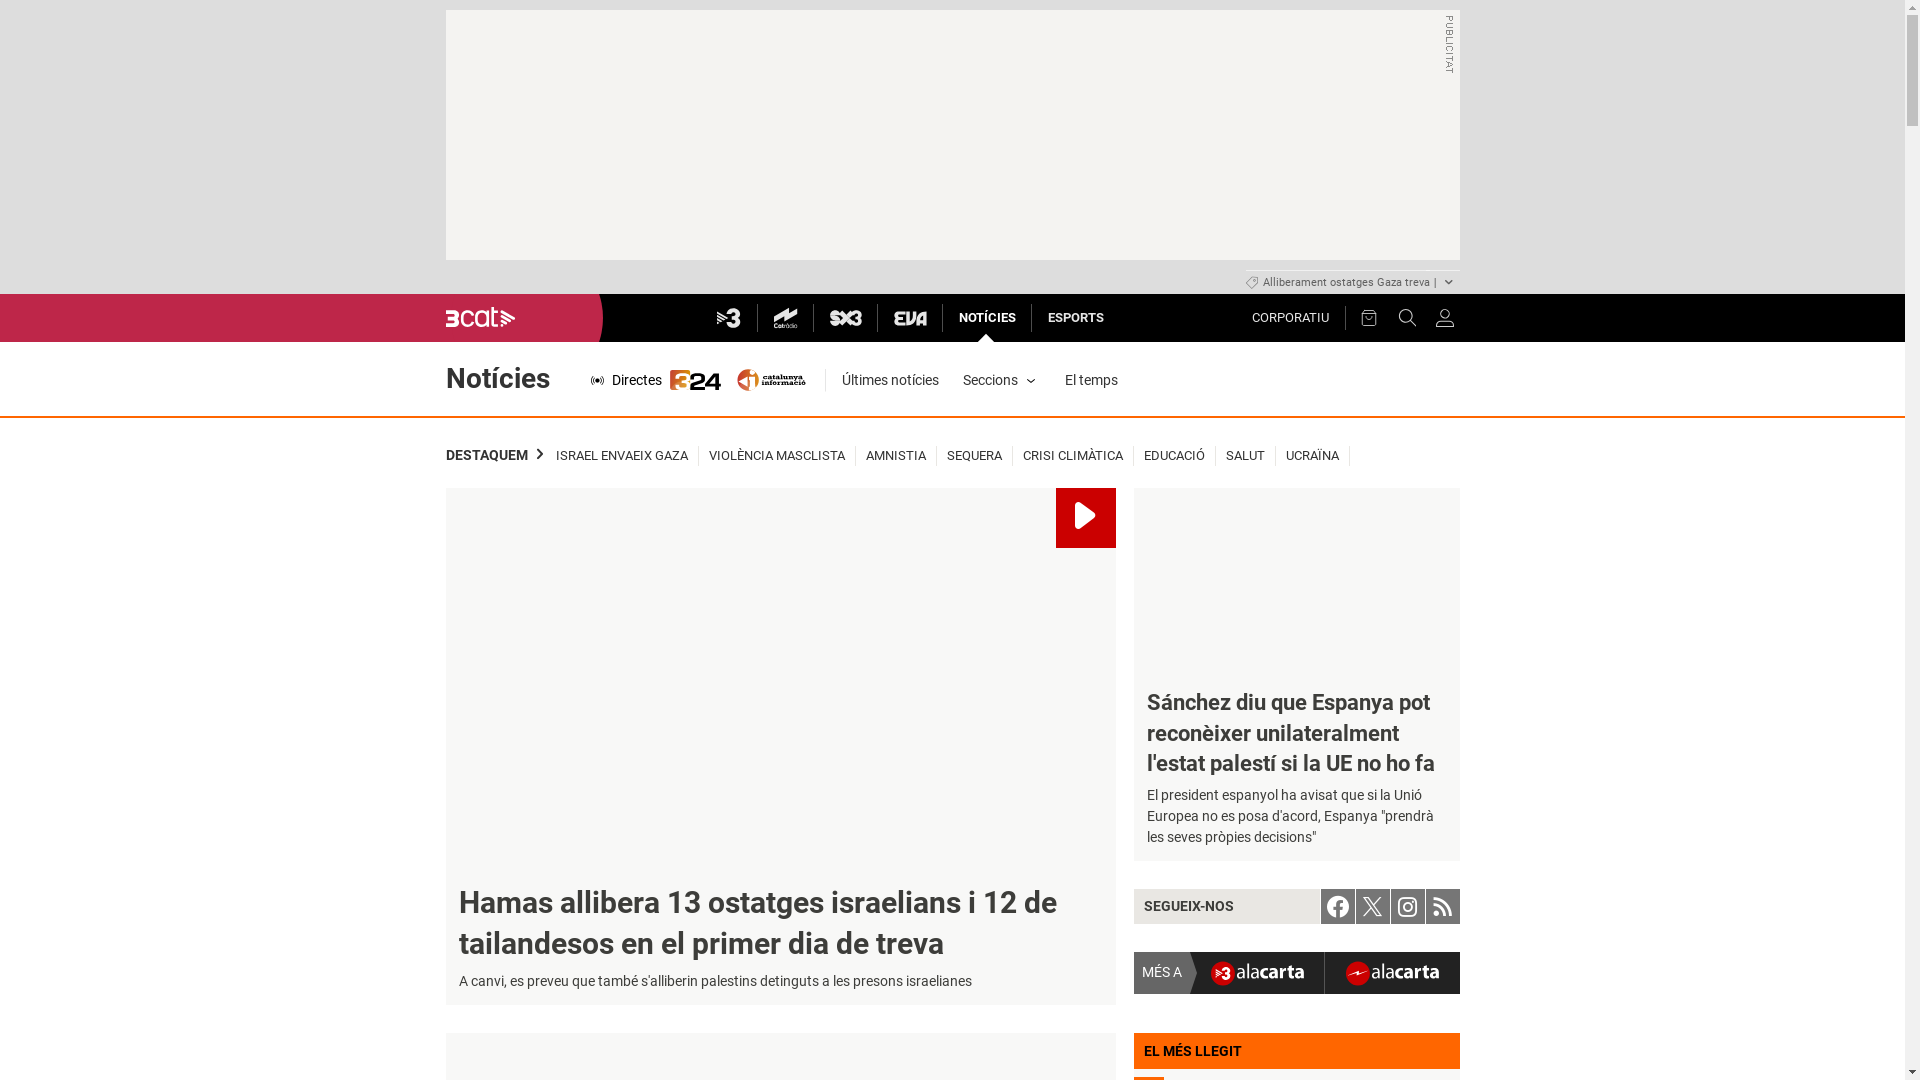 PUBLICITAT
Alliberament ostatges Gaza treva |
3cat
3
Catràdio
SX3
EVA
NOTÍCIES
ESPORTS
CORPORATIU
Notícies
Directes
324
catalunya
informació
Últimes notícies
Seccions
El temps
DESTAQUEM
ISRAEL ENVAEIX GAZA
VIOLÈNCIA MASCLISTA
AMNISTIA
SEQUERA
CRISI CLIMÀTICA
EDUCACIÓ
SALUT
UCRAÏNA
Hamas allibera 13 ostatges israelians i 12 de
tailandesos en el primer dia de treva
A canvi, es preveu que també s'alliberin palestins detinguts a les presons israelianes
Sánchez diu que Espanya pot
reconèixer unilateralment
l'estat palestí si la UE no ho fa
El president espanyol ha avisat que si la Unió
Europea no es posa d'acord, Espanya "prendrà
les seves pròpies decisions"
SEGUEIX-NOS
MÉS A
3 alacarta
alacarta
EL MÉS LLEGIT